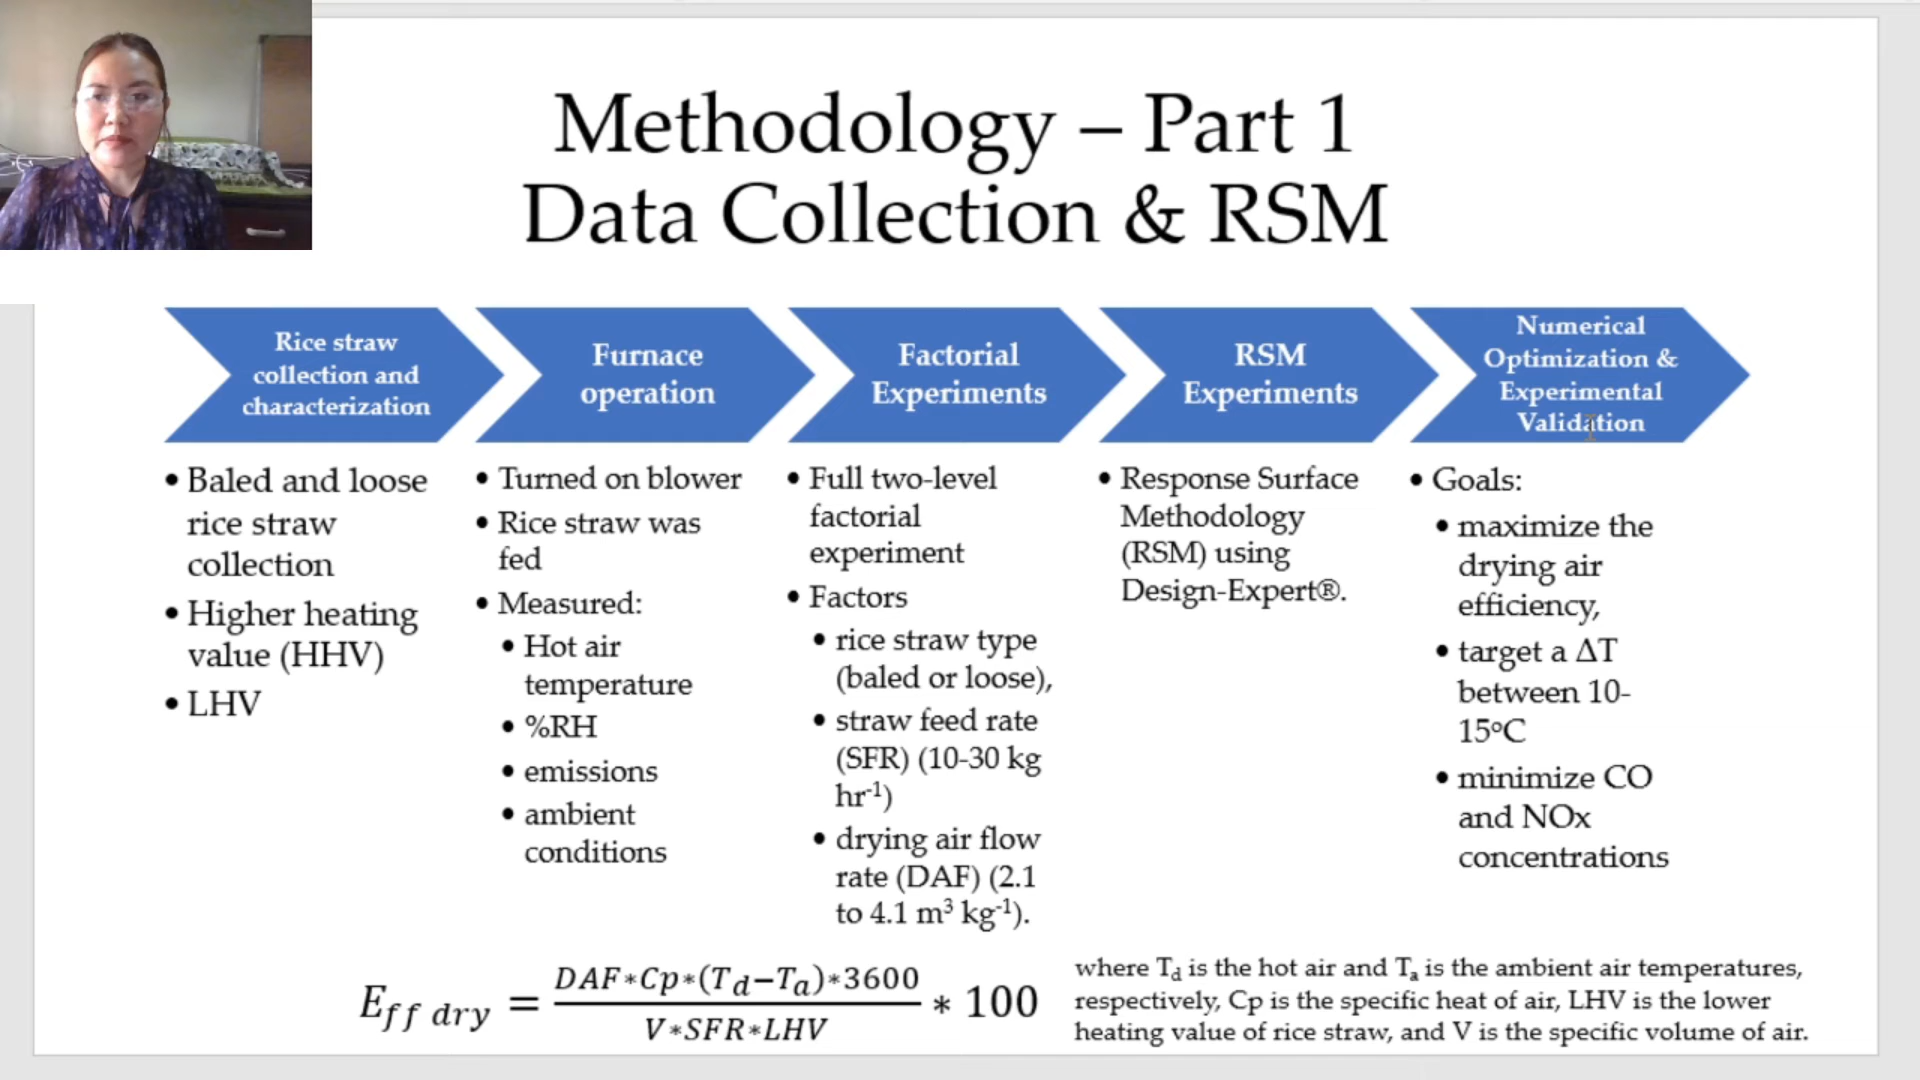 Methodology – Part 1
Data Collection & RSM
Rice straw
collection and
characterization
• Baled and loose
rice straw
collection
• Higher heating
value (HHV)
• LHV
Furnace
operation
• Turned on blower
• Rice straw was
fed
• Measured:
• Hot air
temperature
• %RH
• emissions
• ambient
conditions
Factorial
Experiments
• Full two-level
factorial
experiment
• Factors
• rice straw type
(baled or loose),
• straw feed rate
(SFR) (10-30 kg
hr⁻¹)
• drying air flow
rate (DAF) (2.1
to 4.1 m³ kg⁻¹).
RSM
Experiments
• Response Surface
Methodology
(RSM) using
Design-Expert®.
Numerical
Optimization &
Experimental
Validation
• Goals:
• maximize the
drying air
efficiency,
• target a ΔT
between 10-
15ºC
• minimize CO
and NOx
concentrations
E_{ff dry} = \frac{DAF*Cp*(T_d−T_a)*3600}{V*SFR*LHV} * 100
where T_d is the hot air and T_a is the ambient air temperatures,
respectively, Cp is the specific heat of air, LHV is the lower
heating value of rice straw, and V is the specific volume of air.